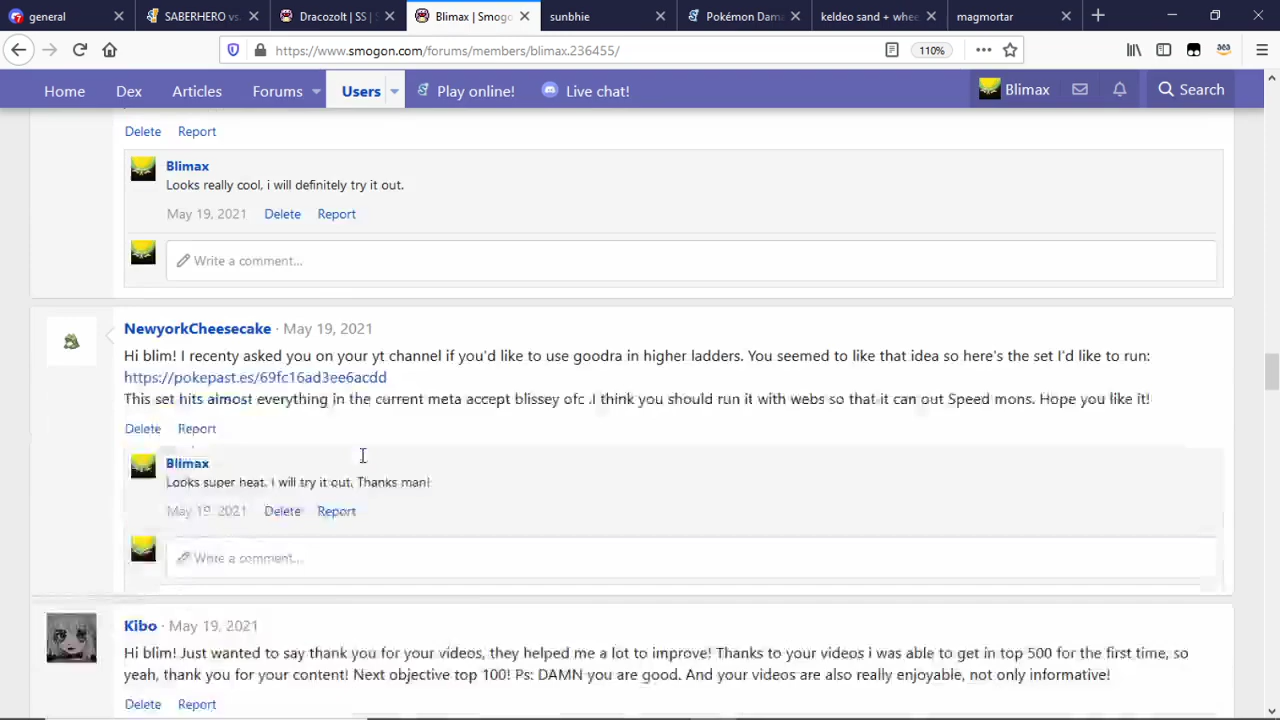 general
SABERHERO vs.
Dracozolt | SS |
Blimax | Smogo
sunbhie
Pokémon Dama
keldeo sand + whee
magmortar
https://www.smogon.com/forums/members/blimax.236455/
110%
Home
Dex
Articles
Forums
Users
Play online!
Live chat!
Blimax
Search
Delete Report
Blimax
Looks really cool, i will definitely try it out.
May 19, 2021 Delete Report
Write a comment...
NewyorkCheesecake · May 19, 2021
Hi blim! I recenty asked you on your yt channel if you'd like to use goodra in higher ladders. You seemed to like that idea so here's the set I'd like to run:
https://pokepast.es/69fc16ad3ee6acdd
This set hits almost everything in the current meta accept blissey ofc .I think you should run it with webs so that it can out Speed mons. Hope you like it!
Delete Report
Blimax
Looks super heat. I will try it out, Thanks man!
May 19, 2021 Delete Report
Write a comment...
Kibo · May 19, 2021
Hi blim! Just wanted to say thank you for your videos, they helped me a lot to improve! Thanks to your videos i was able to get in top 500 for the first time, so
yeah, thank you for your content! Next objective top 100! Ps: DAMN you are good. And your videos are also really enjoyable, not only informative!
Delete Report